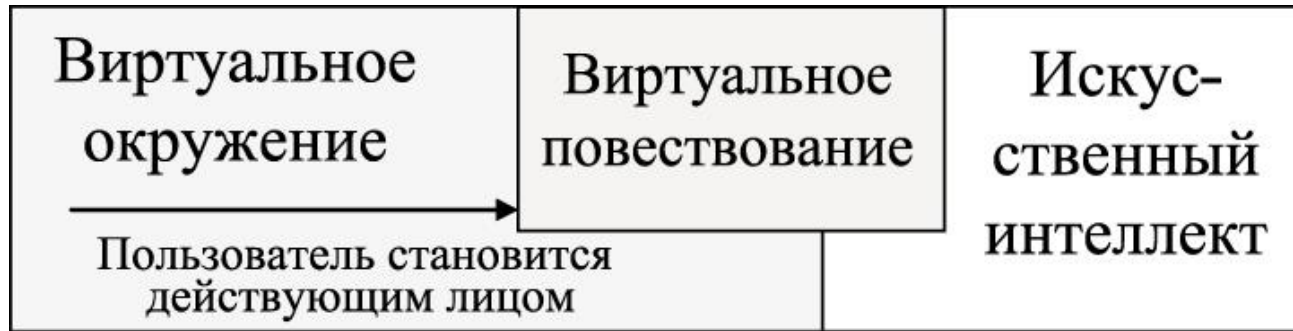 Виртуальное
окружение
Пользователь становится
действующим лицом
Виртуальное
повествование
Искус-
ственный
интеллект